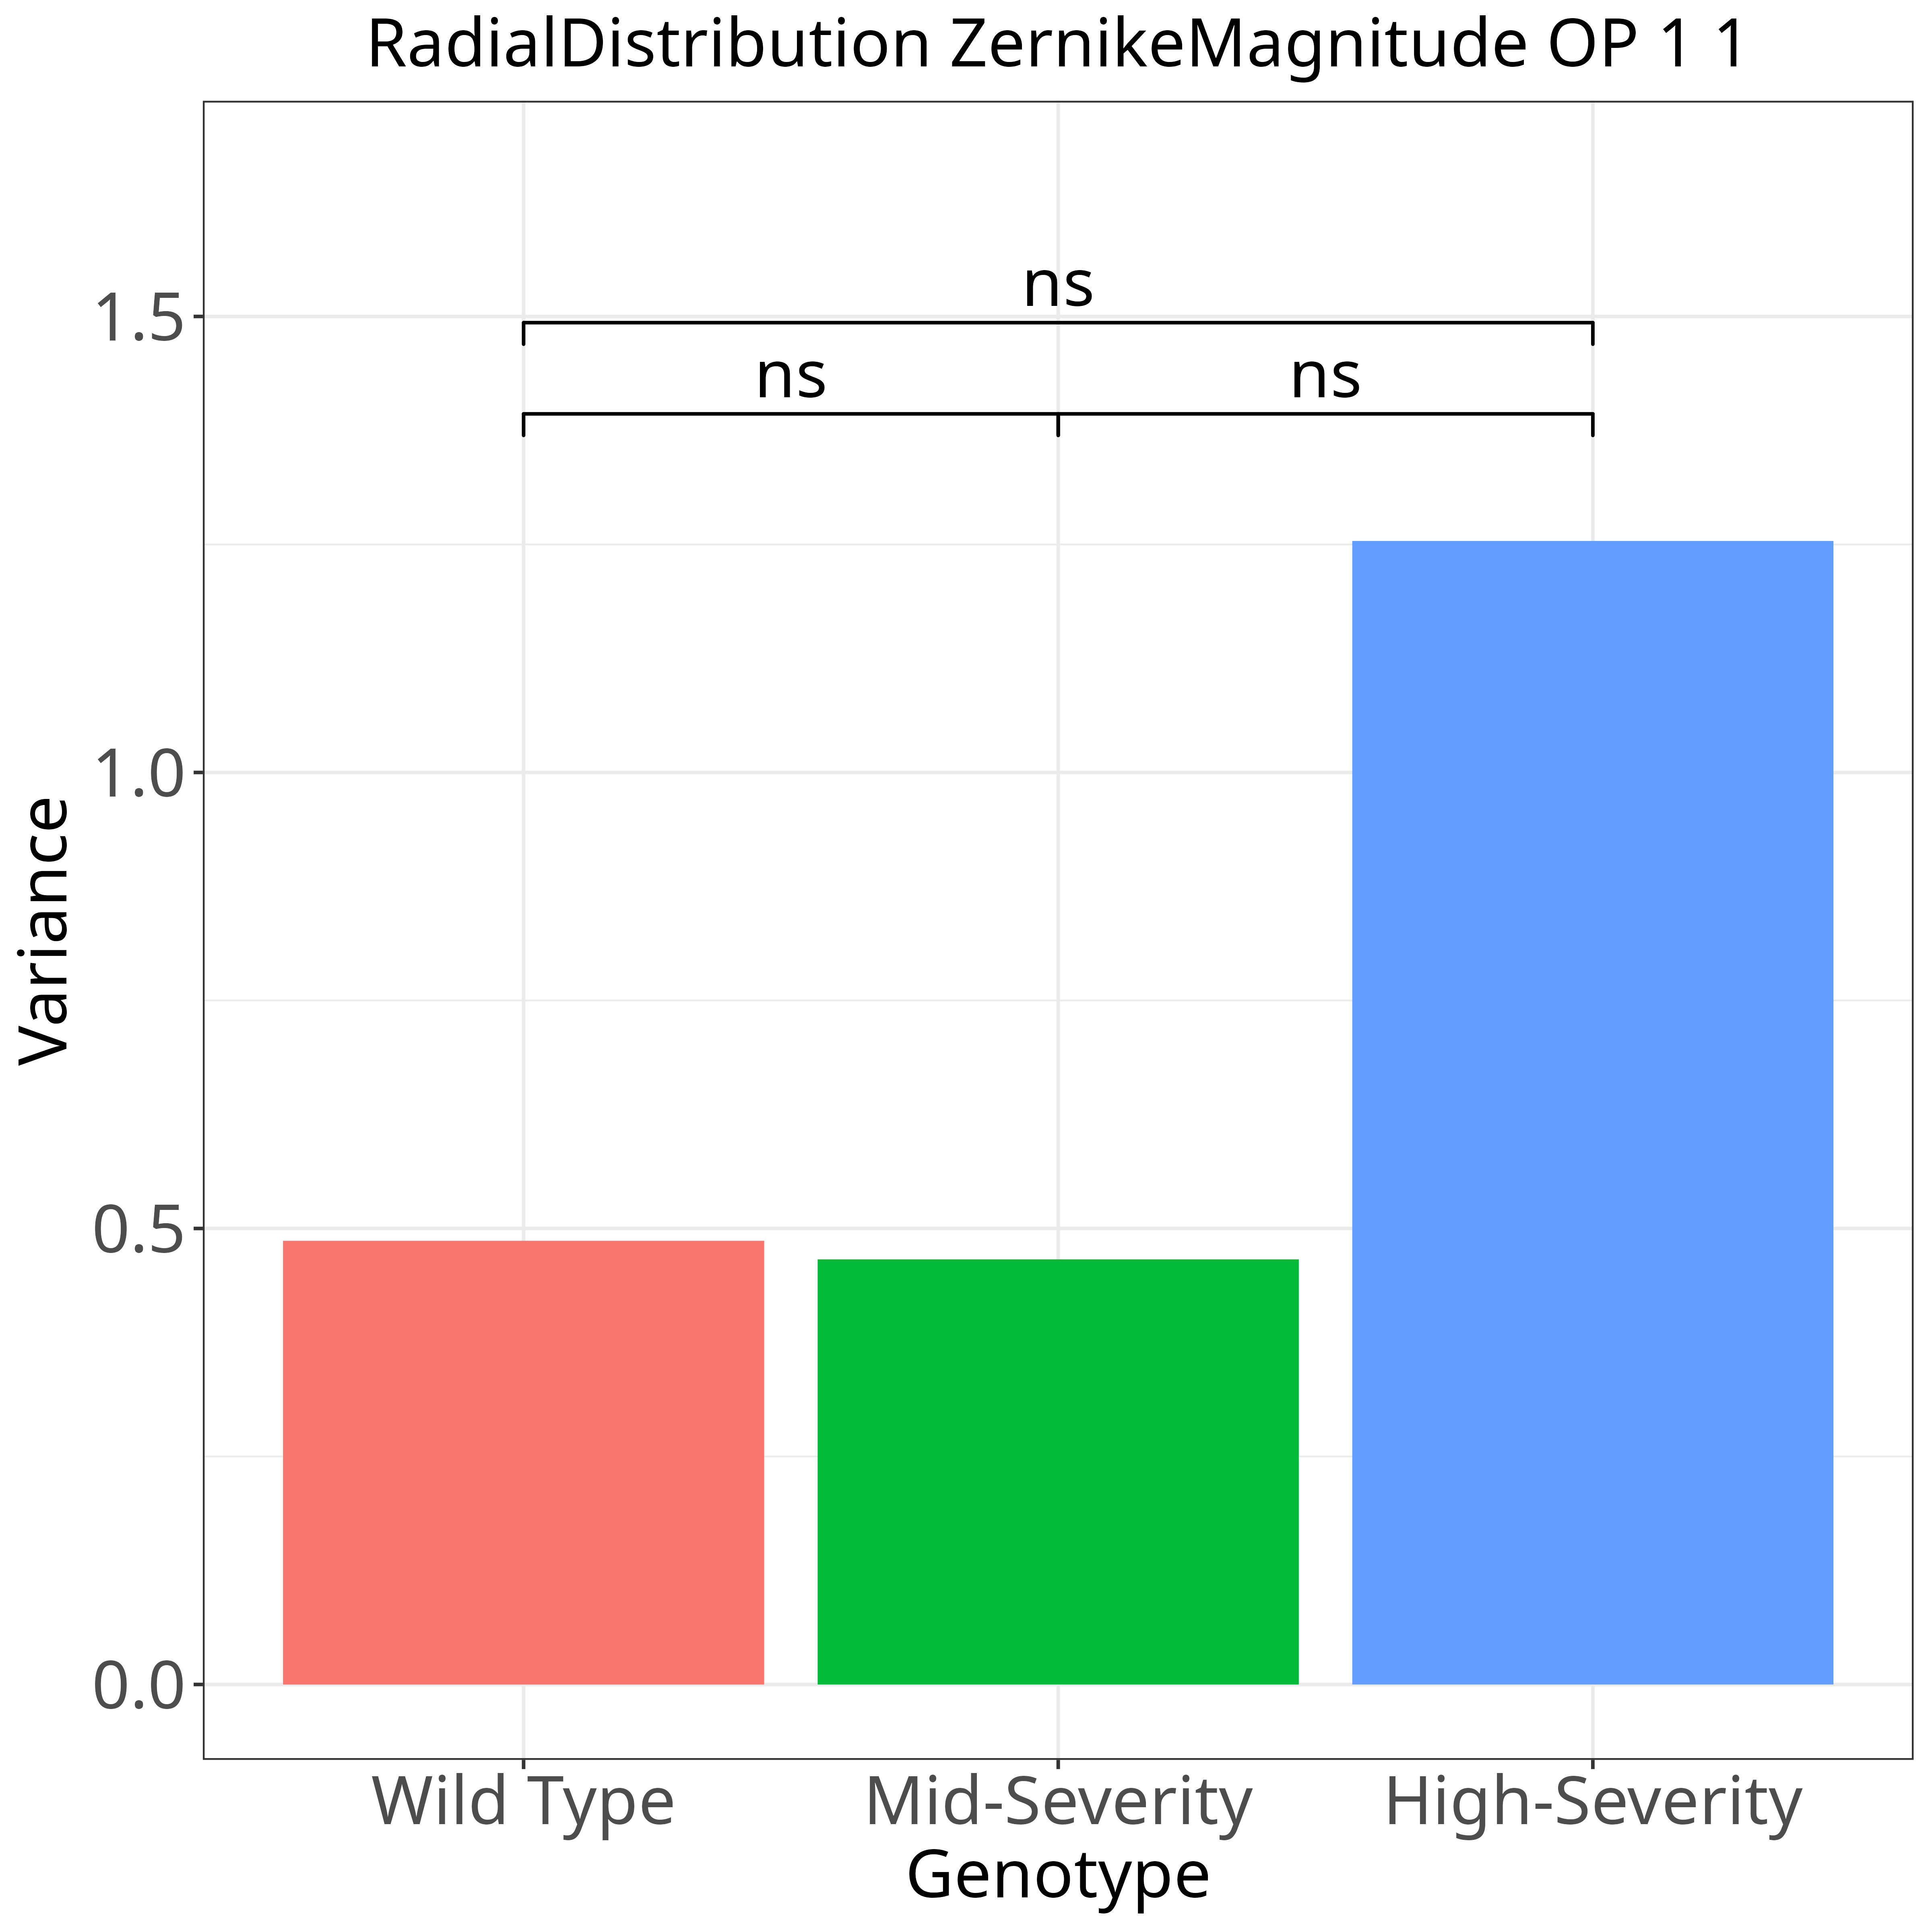 RadialDistribution ZernikeMagnitude OP 1 1
ns
ns ns
1.5
1.0
0.5
0.0
Variance
Wild Type Mid-Severity High-Severity
Genotype